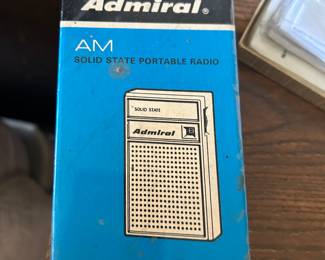 Admiral®
AM
SOLID STATE PORTABLE RADIO
SOLID STATE
Admiral